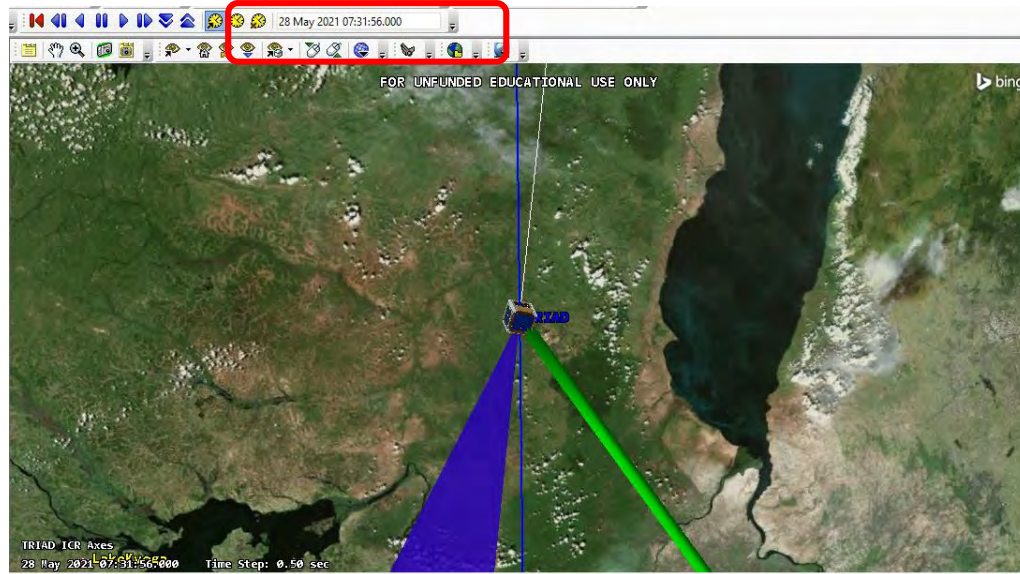 28 May 2021 07:31:56.000
FOR UNFUNDED EDUCATIONAL USE ONLY
bing
TRIAD
TRIAD ICR Axes
LakeKyoga
28 May 2021 07:31:56.000 Time Step: 0.50 sec